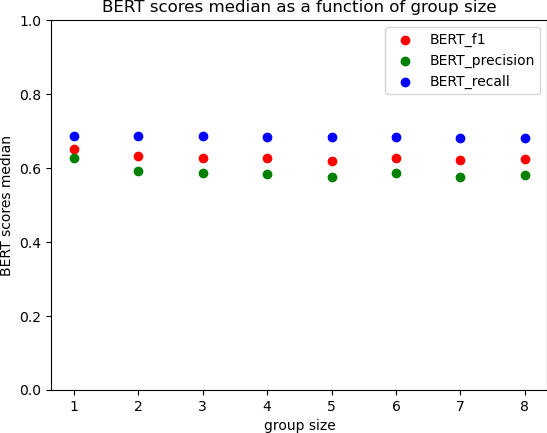 BERT scores median as a function of group size
BERT_f1
BERT_precision
BERT_recall
1.0
0.8
0.6
0.4
0.2
0.0
BERT scores median
1 2 3 4 5 6 7 8
group size